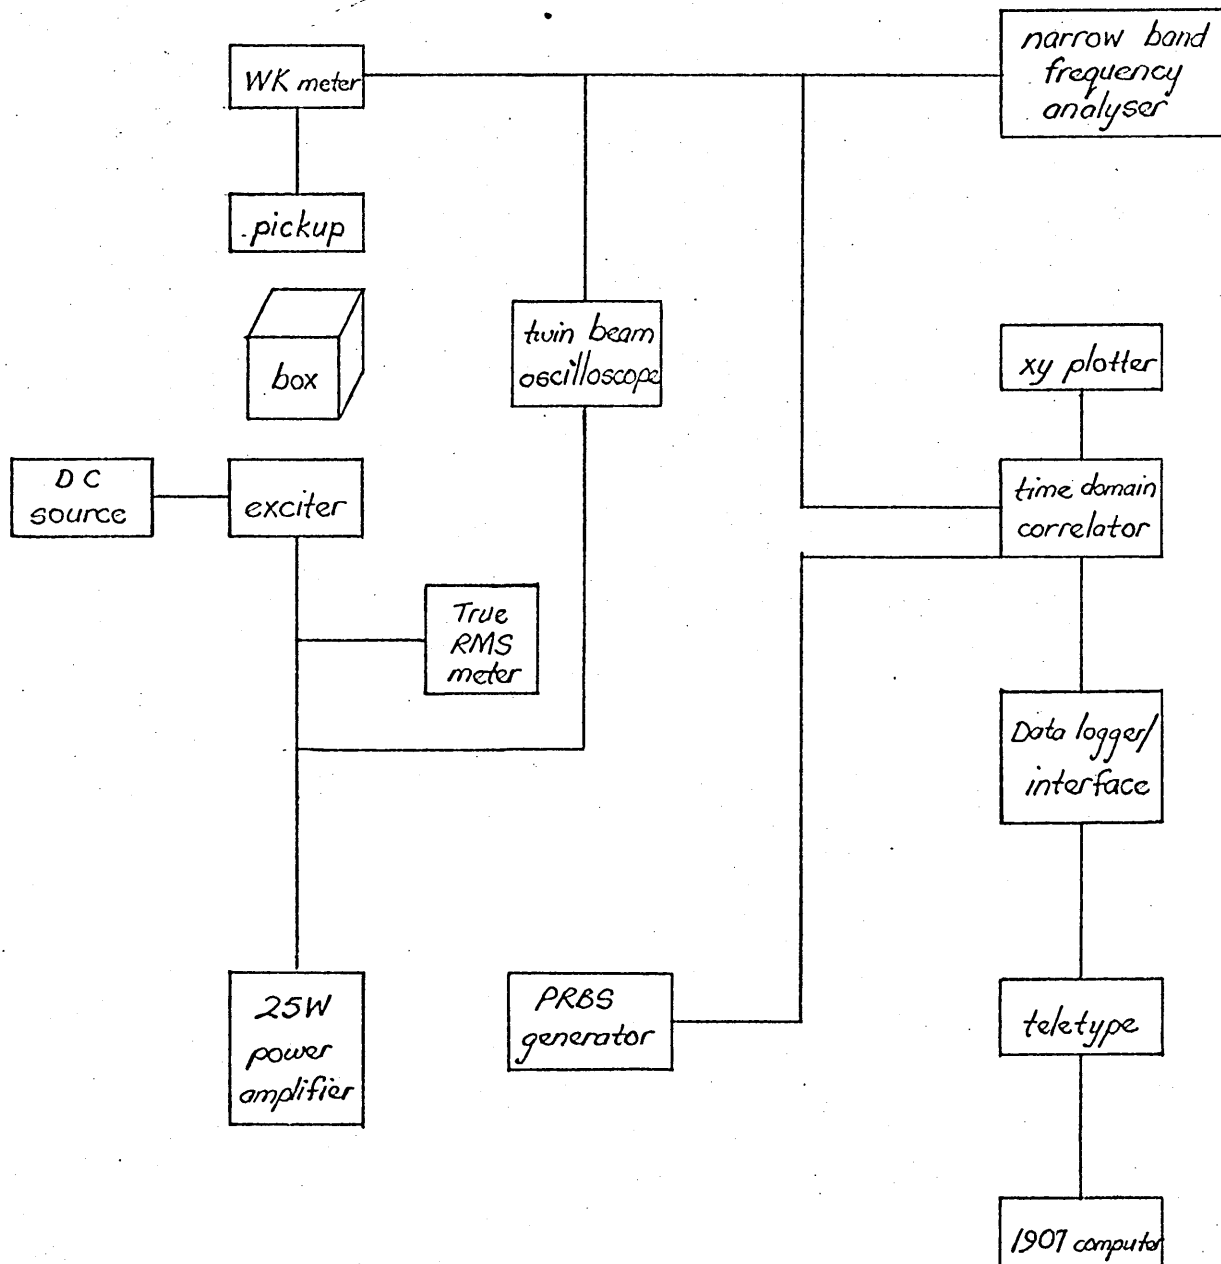 WK meter
narrow band
frequency
analyser
pickup
box
twin beam
oscilloscope
xy plotter
DC
source
exciter
time domain
correlator
True
RMS
meter
Data logger/
interface
25W
power
amplifier
PRBS
generator
teletype
1907 computer